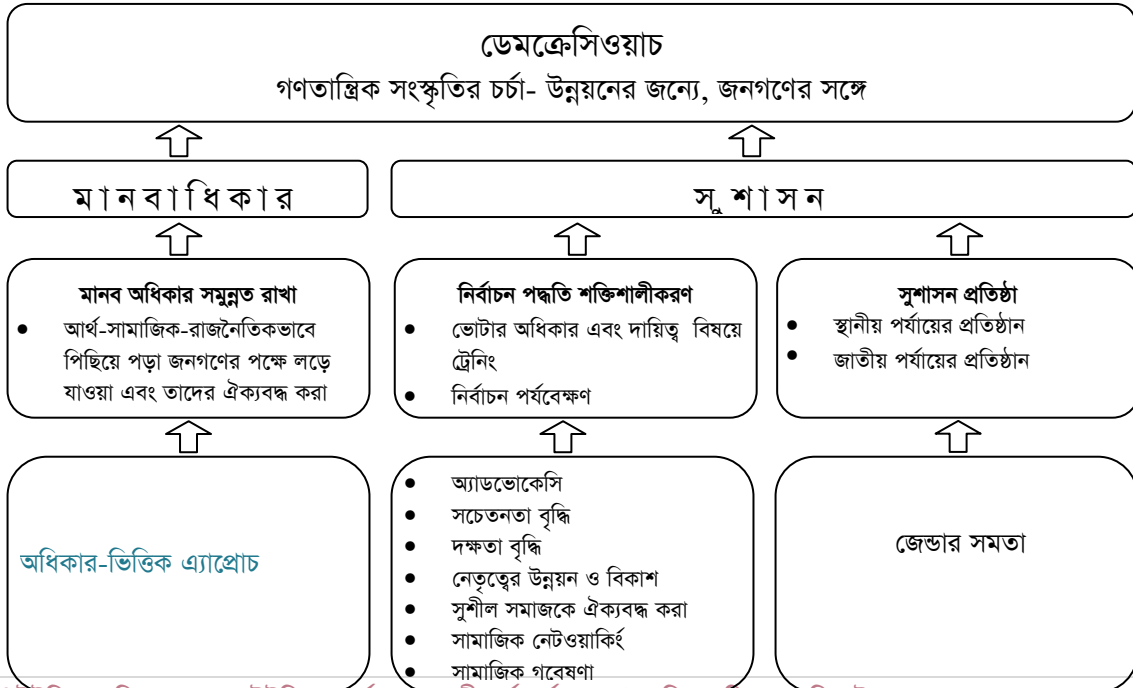 ডেমক্রেসিওয়াচ
গণতান্ত্রিক সংস্কৃতির চর্চা- উন্নয়নের জন্যে, জনগণের সঙ্গে
মানবাধিকার
সুশাসন
মানব অধিকার সমুন্নত রাখা
• আর্থ-সামাজিক-রাজনৈতিকভাবে
পিছিয়ে পড়া জনগণের পক্ষে লড়ে
যাওয়া এবং তাদের ঐক্যবদ্ধ করা
নির্বাচন পদ্ধতি শক্তিশালীকরণ
• ভোটার অধিকার এবং দায়িত্ব বিষয়ে
ট্রেনিং
• নির্বাচন পর্যবেক্ষণ
সুশাসন প্রতিষ্ঠা
• স্থানীয় পর্যায়ের প্রতিষ্ঠান
• জাতীয় পর্যায়ের প্রতিষ্ঠান
অধিকার-ভিত্তিক এ্যাপ্রোচ
• অ্যাডভোকেসি
• সচেতনতা বৃদ্ধি
• দক্ষতা বৃদ্ধি
• নেতৃত্বের উন্নয়ন ও বিকাশ
• সুশীল সমাজকে ঐক্যবদ্ধ করা
• সামাজিক নেটওয়ার্কিং
• সামাজিক গবেষণা
জেন্ডার সমতা